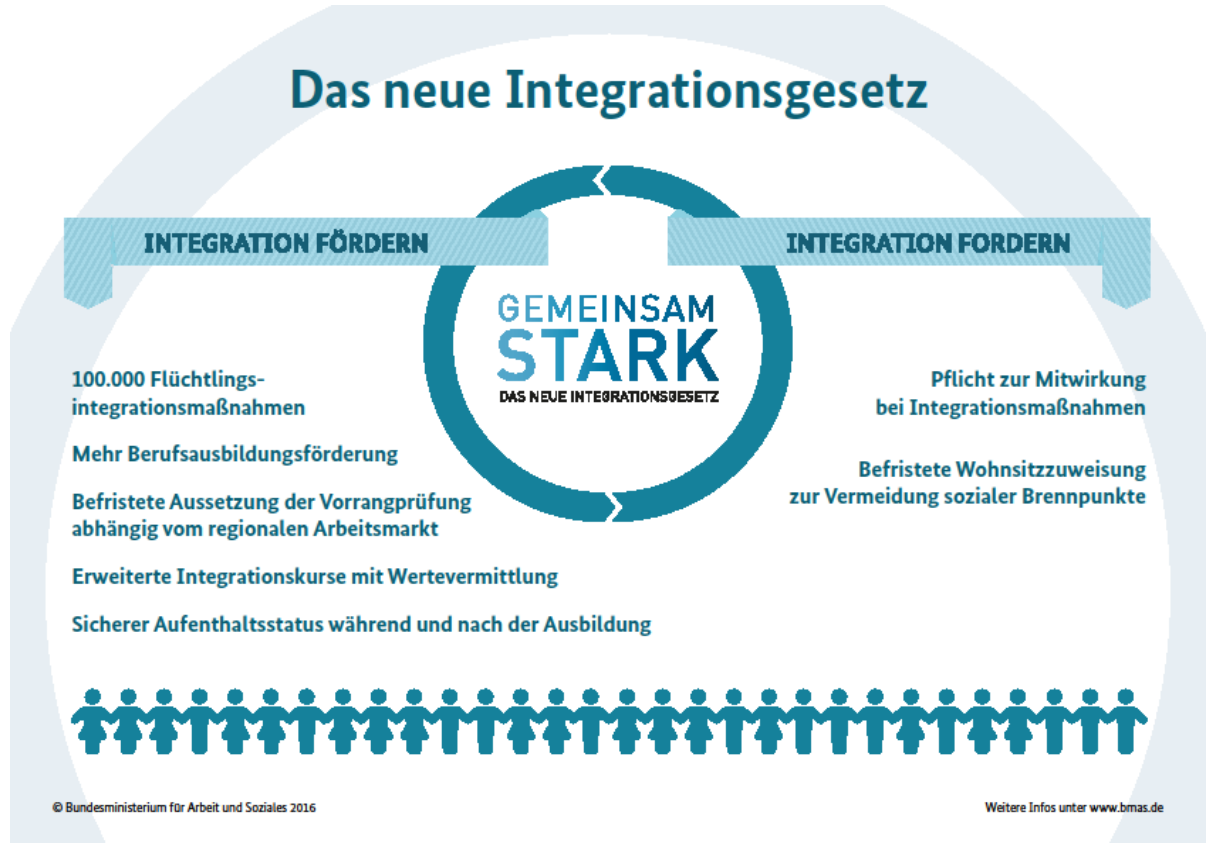 Das neue Integrationsgesetz
INTEGRATION FÖRDERN
INTEGRATION FORDERN
GEMEINSAM
STARK
DAS NEUE INTEGRATIONSGESETZ
100.000 Flüchtlings-
integrationsmaßnahmen
Mehr Berufsausbildungsförderung
Befristete Aussetzung der Vorrangprüfung
abhängig vom regionalen Arbeitsmarkt
Erweiterte Integrationskurse mit Wertevermittlung
Sicherer Aufenthaltsstatus während und nach der Ausbildung
Pflicht zur Mitwirkung
bei Integrationsmaßnahmen
Befristete Wohnsitzzuweisung
zur Vermeidung sozialer Brennpunkte
© Bundesministerium für Arbeit und Soziales 2016
Weitere Infos unter www.bmas.de